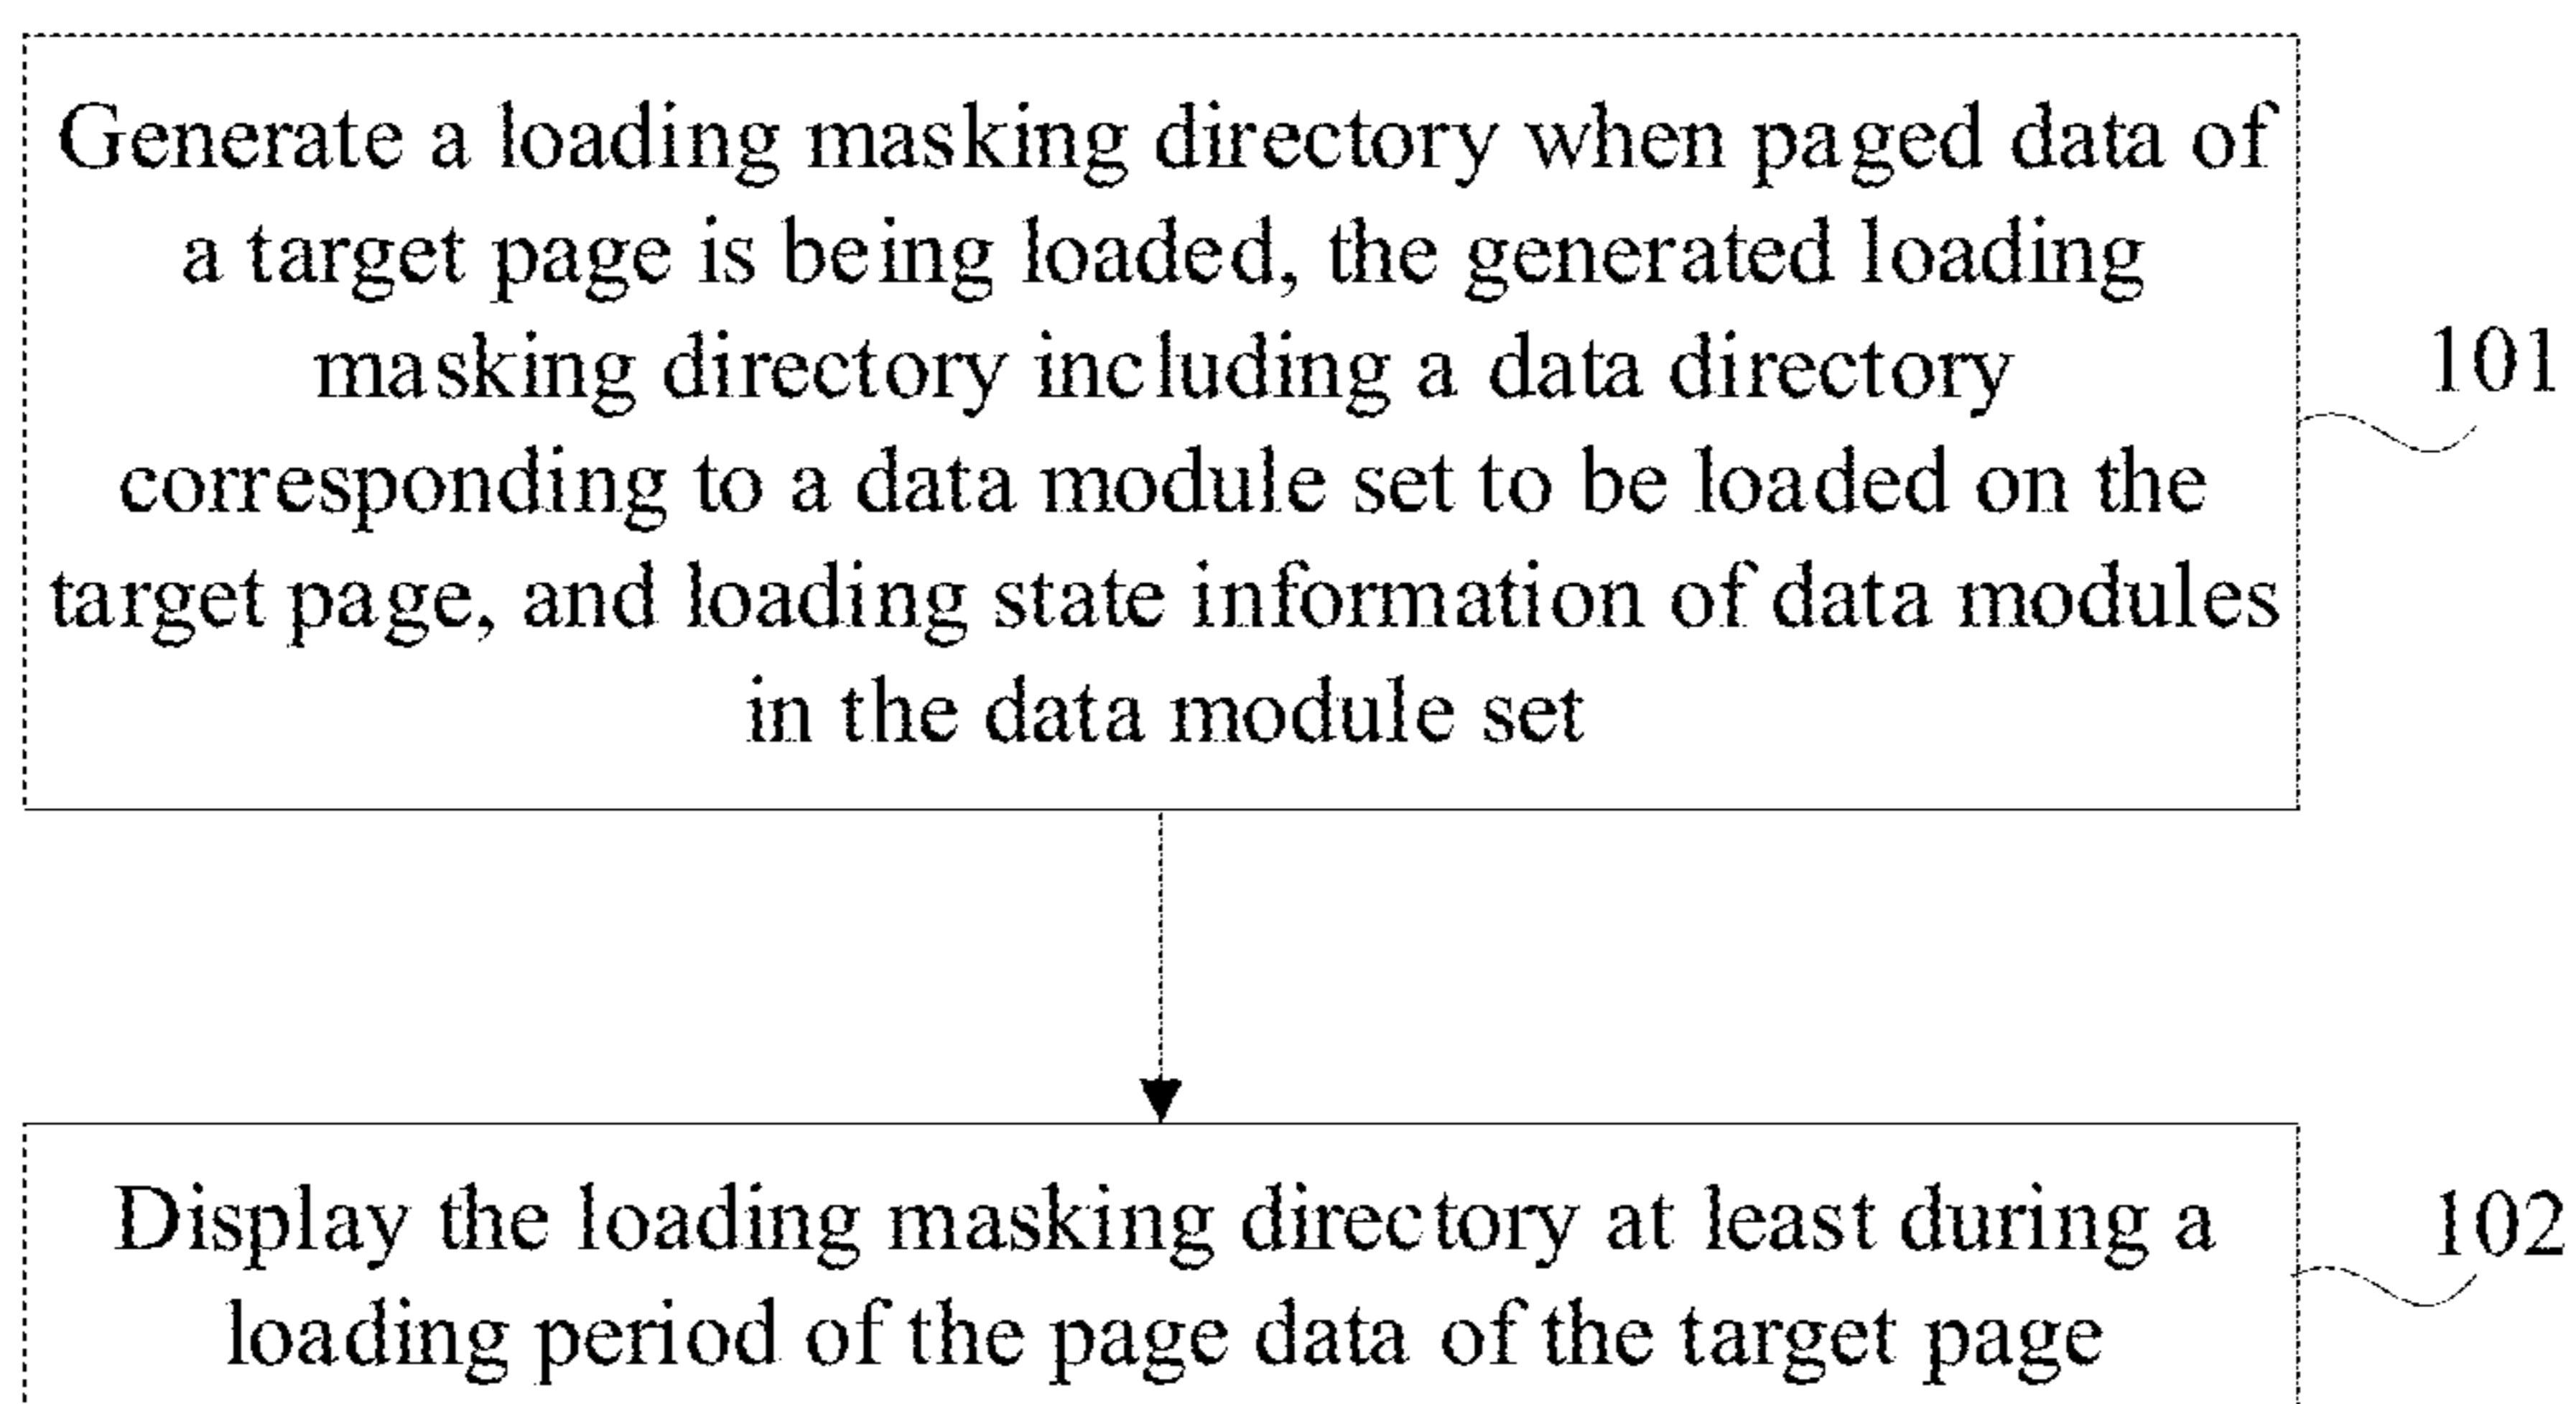 Generate a loading masking directory when paged data of
a target page is being loaded, the generated loading
masking directory including a data directory
101
corresponding to a data module set to be loaded on the
target page, and loading state information of data modules
in the data module set
Display the loading masking directory at least during a
102
loading period of the page data of the target page